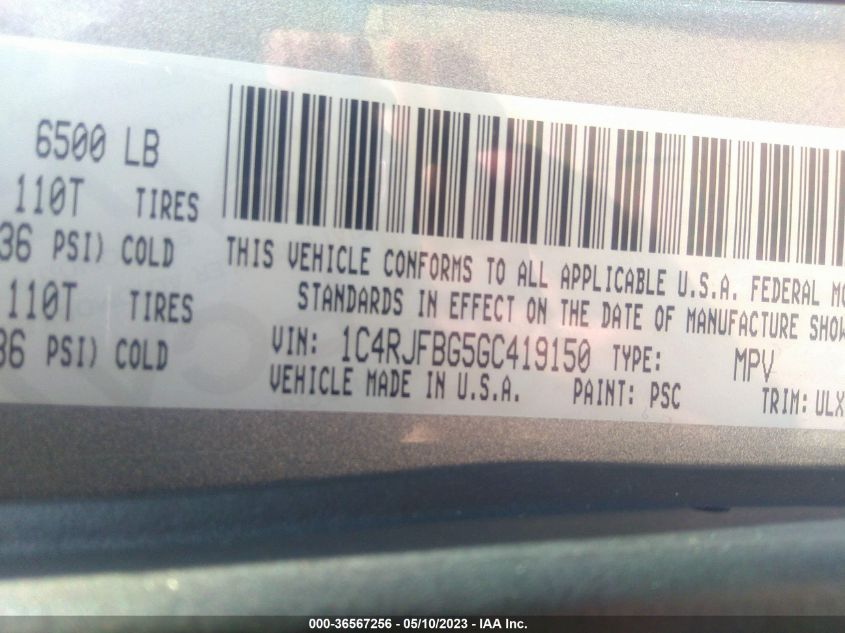 6500 LB
110T TIRES
36 PSI) COLD
110T TIRES
36 PSI) COLD
THIS VEHICLE CONFORMS TO ALL APPLICABLE U.S.A. FEDERAL MO
STANDARDS IN EFFECT ON THE DATE OF MANUFACTURE SHOW
VIN: 1C4RJFBG5GC419150 TYPE: MPV
VEHICLE MADE IN U.S.A. PAINT: PSC TRIM: ULX
000-36567256 - 05/10/2023 - IAA Inc.